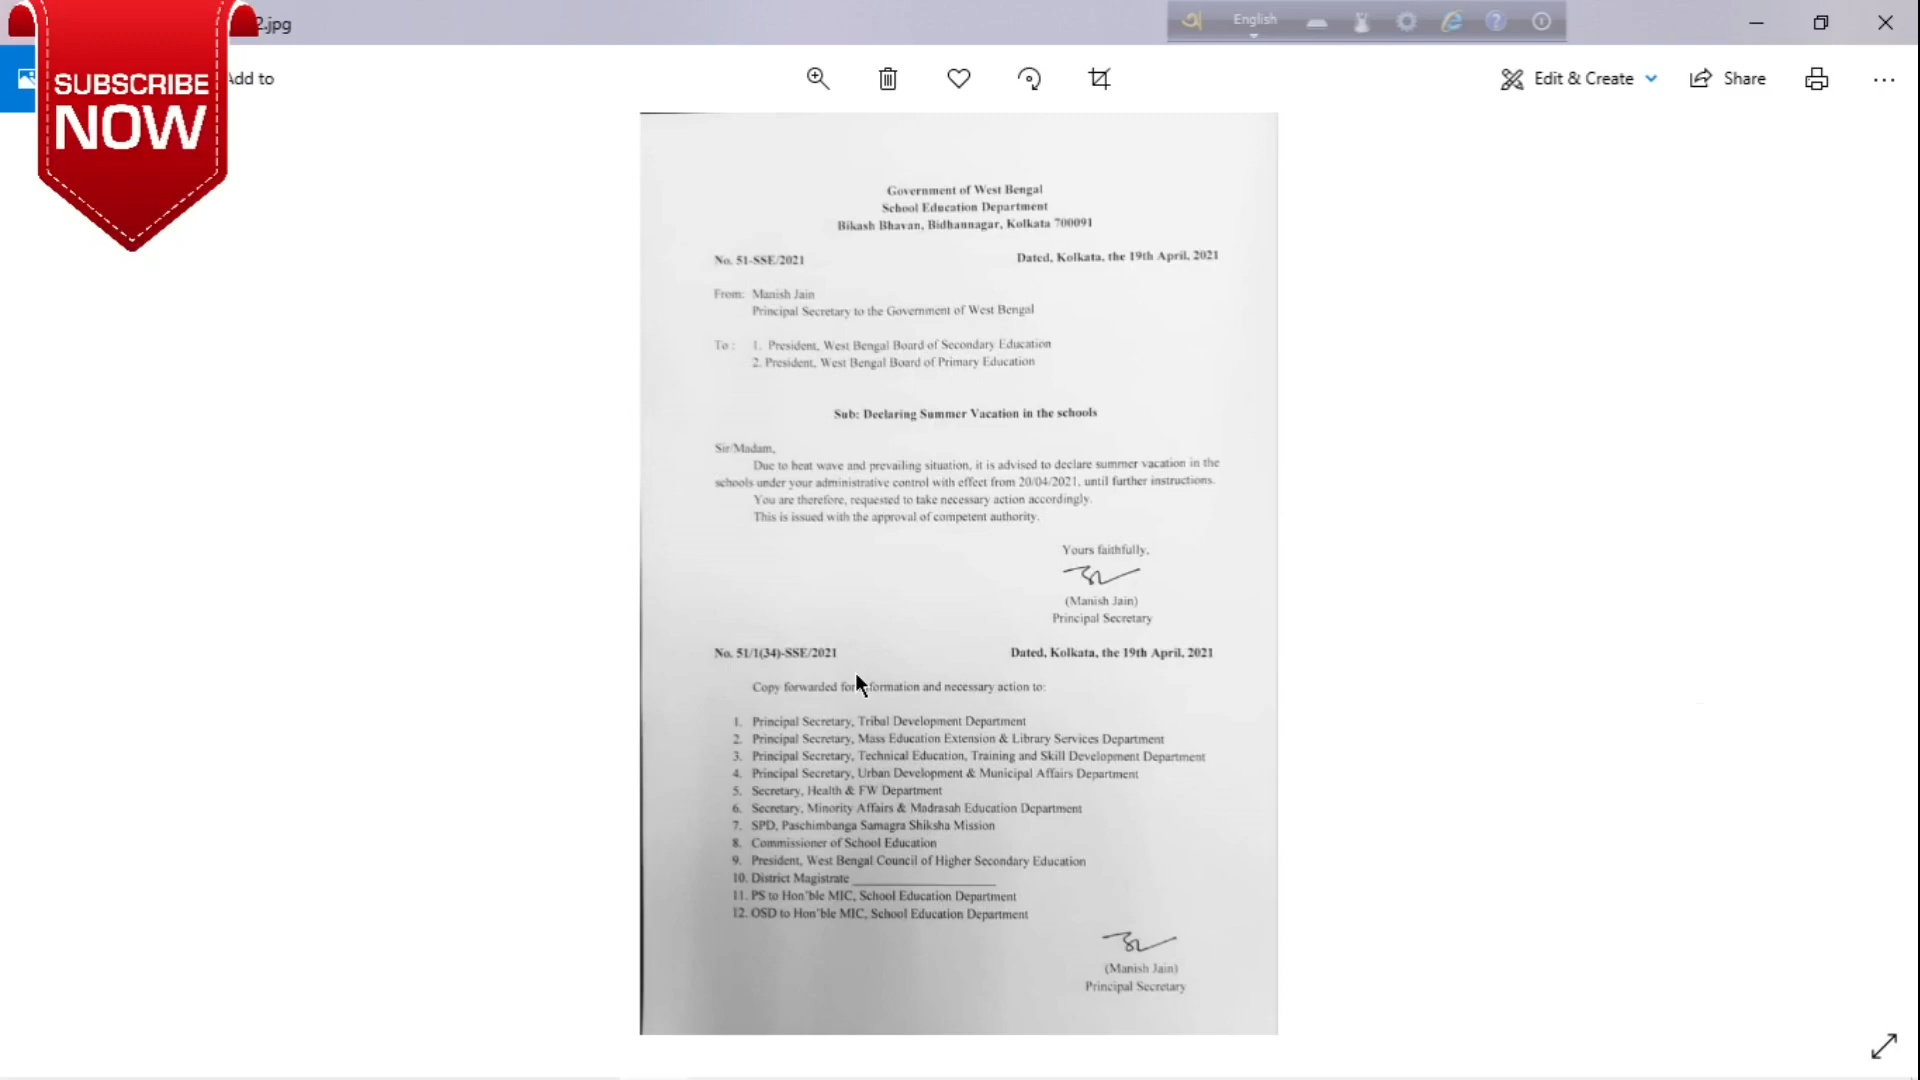 2.jpg
English
SUBSCRIBE
NOW
Add to
Edit & Create
Share
Government of West Bengal
School Education Department
Bikash Bhavan, Bidhannagar, Kolkata 700091
No. 51-SSE/2021 Dated, Kolkata, the 19th April, 2021
From: Manish Jain
Principal Secretary to the Government of West Bengal
To : 1. President, West Bengal Board of Secondary Education
2. President, West Bengal Board of Primary Education
Sub: Declaring Summer Vacation in the schools
Sir/Madam,
Due to heat wave and prevailing situation, it is advised to declare summer vacation in the
schools under your administrative control with effect from 20/04/2021, until further instructions.
You are therefore, requested to take necessary action accordingly.
This is issued with the approval of competent authority.
Yours faithfully,
(Manish Jain)
Principal Secretary
No. 51/1(34)-SSE/2021 Dated, Kolkata, the 19th April, 2021
Copy forwarded for formation and necessary action to:
1. Principal Secretary, Tribal Development Department
2. Principal Secretary, Mass Education Extension & Library Services Department
3. Principal Secretary, Technical Education, Training and Skill Development Department
4. Principal Secretary, Urban Development & Municipal Affairs Department
5. Secretary, Health & FW Department
6. Secretary, Minority Affairs & Madrasah Education Department
7. SPD, Paschimbanga Samagra Shiksha Mission
8. Commissioner of School Education
9. President, West Bengal Council of Higher Secondary Education
10. District Magistrate ____________________
11. PS to Hon'ble MIC, School Education Department
12. OSD to Hon'ble MIC, School Education Department
(Manish Jain)
Principal Secretary